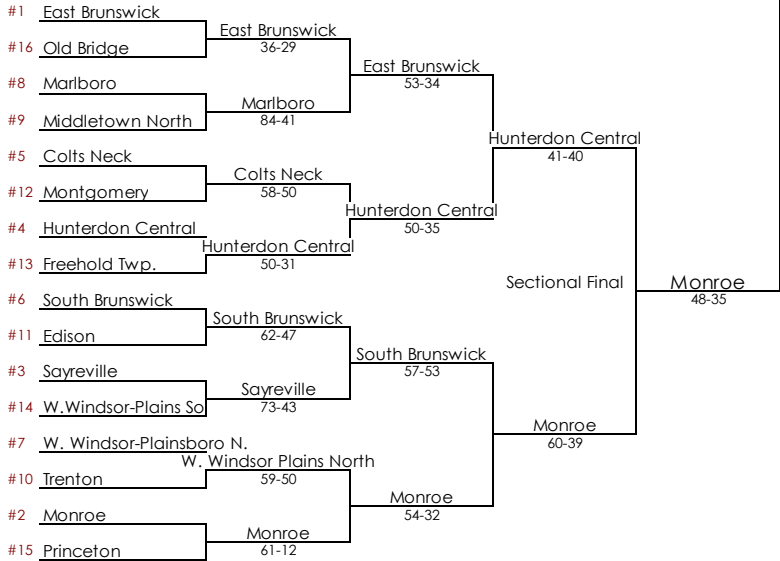 #1 East Brunswick
East Brunswick
#16 Old Bridge
36-29
East Brunswick
#8 Marlboro
53-34
Marlboro
#9 Middletown North
84-41
Hunterdon Central
#5 Colts Neck
41-40
Colts Neck
#12 Montgomery
58-50
Hunterdon Central
#4 Hunterdon Central
50-35
Hunterdon Central
#13 Freehold Twp.
50-31
Sectional Final
Monroe
#6 South Brunswick
48-35
South Brunswick
#11 Edison
62-47
South Brunswick
#3 Sayreville
57-53
Sayreville
#14 W.Windsor-Plains So
73-43
Monroe
#7 W. Windsor-Plainsboro N.
60-39
W. Windsor Plains North
#10 Trenton
59-50
Monroe
#2 Monroe
54-32
Monroe
#15 Princeton
61-12